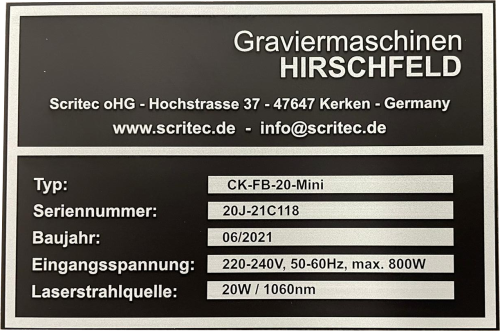 Graviermaschinen
HIRSCHFELD
Scritec oHG - Hochstrasse 37 - 47647 Kerken - Germany
www.scritec.de - info@scritec.de
Typ: CK-FB-20-Mini
Seriennummer: 20J-21C118
Baujahr: 06/2021
Eingangsspannung: 220-240V, 50-60Hz, max. 800W
Laserstrahlquelle: 20W / 1060nm